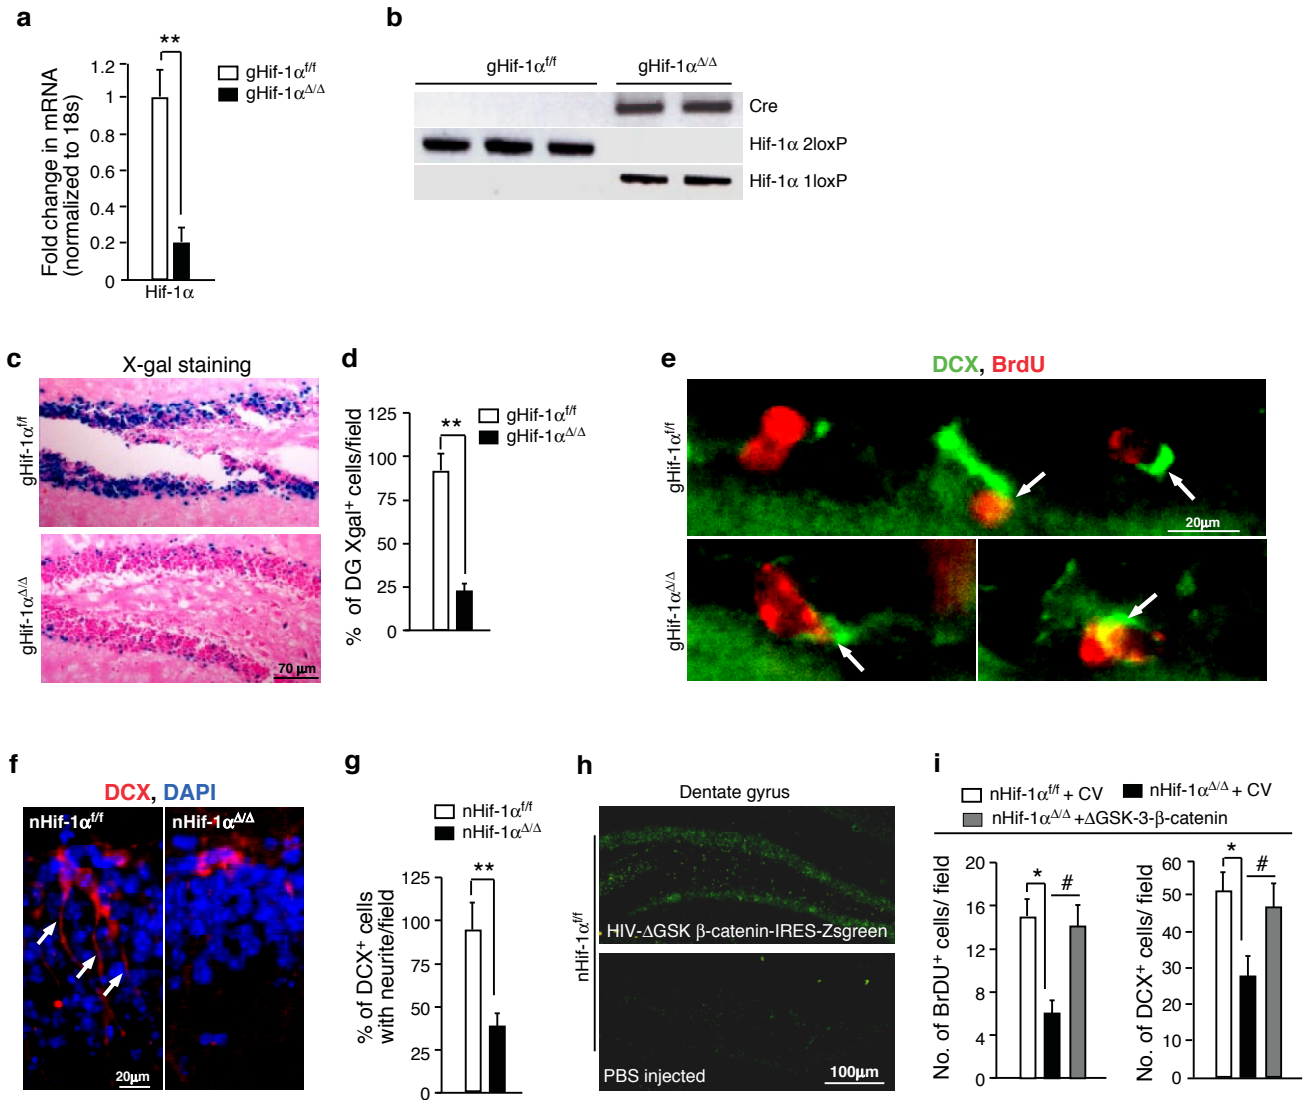 a
**
Fold change in mRNA
(normalized to 18s)
1.2
1
0.8
0.6
0.4
0.2
0
Hif-1α
gHif-1αf/f
gHif-1αΔ/Δ
b
gHif-1αf/f
gHif-1αΔ/Δ
Cre
Hif-1α 2loxP
Hif-1α 1loxP
c
X-gal staining
gHif-1αf/f
gHif-1αΔ/Δ
70 µm
d
% of DG Xgal+ cells/field
125
100
75
50
25
0
**
gHif-1αf/f
gHif-1αΔ/Δ
e
DCX, BrdU
gHif-1αf/f
20µm
gHif-1αΔ/Δ
f
DCX, DAPI
nHif-1αf/f
nHif-1αΔ/Δ
20µm
g
nHif-1αf/f
nHif-1αΔ/Δ
% of DCX+ cells
with neurite/field
125
100
75
50
25
0
**
h
Dentate gyrus
nHif-1αf/f
HIV-ΔGSK β-catenin-IRES-Zsgreen
PBS injected
100µm
i
nHif-1αf/f + CV
nHif-1αΔ/Δ + CV
nHif-1αΔ/Δ +ΔGSK-3-β-catenin
No. of BrDU+ cells/ field
20
16
12
8
4
0
*
#
No. of DCX+ cells/ field
60
50
40
30
20
10
0
*
#